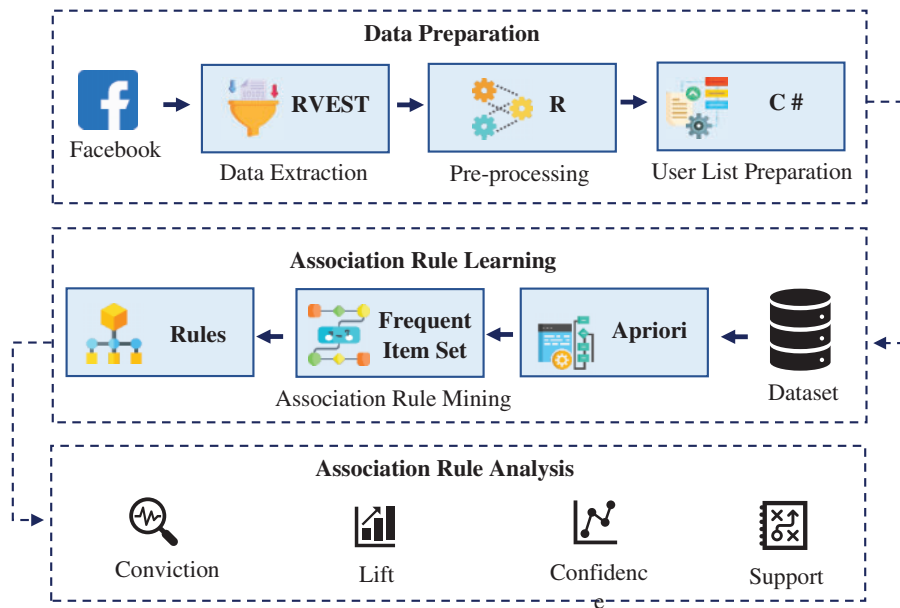 Data Preparation
RVEST
R
C #
Facebook
Data Extraction
Pre-processing
User List Preparation
Association Rule Learning
Rules
Frequent
Item Set
Apriori
Association Rule Mining
Dataset
Association Rule Analysis
Conviction
Lift
Confidenc
e
Support